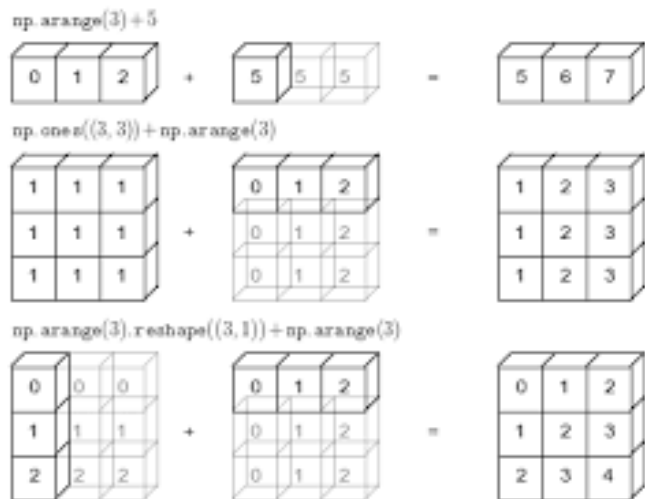 np.arange(3)+5
0 1 2 + 5 5 5 = 5 6 7
np.ones((3,3))+np.arange(3)
1 1 1 0 1 2 1 2 3
1 1 1 + 0 1 2 = 1 2 3
1 1 1 0 1 2 1 2 3
np.arange(3).reshape((3,1))+np.arange(3)
0 0 0 0 1 2 0 1 2
1 1 1 + 0 1 2 = 1 2 3
2 2 2 0 1 2 2 3 4